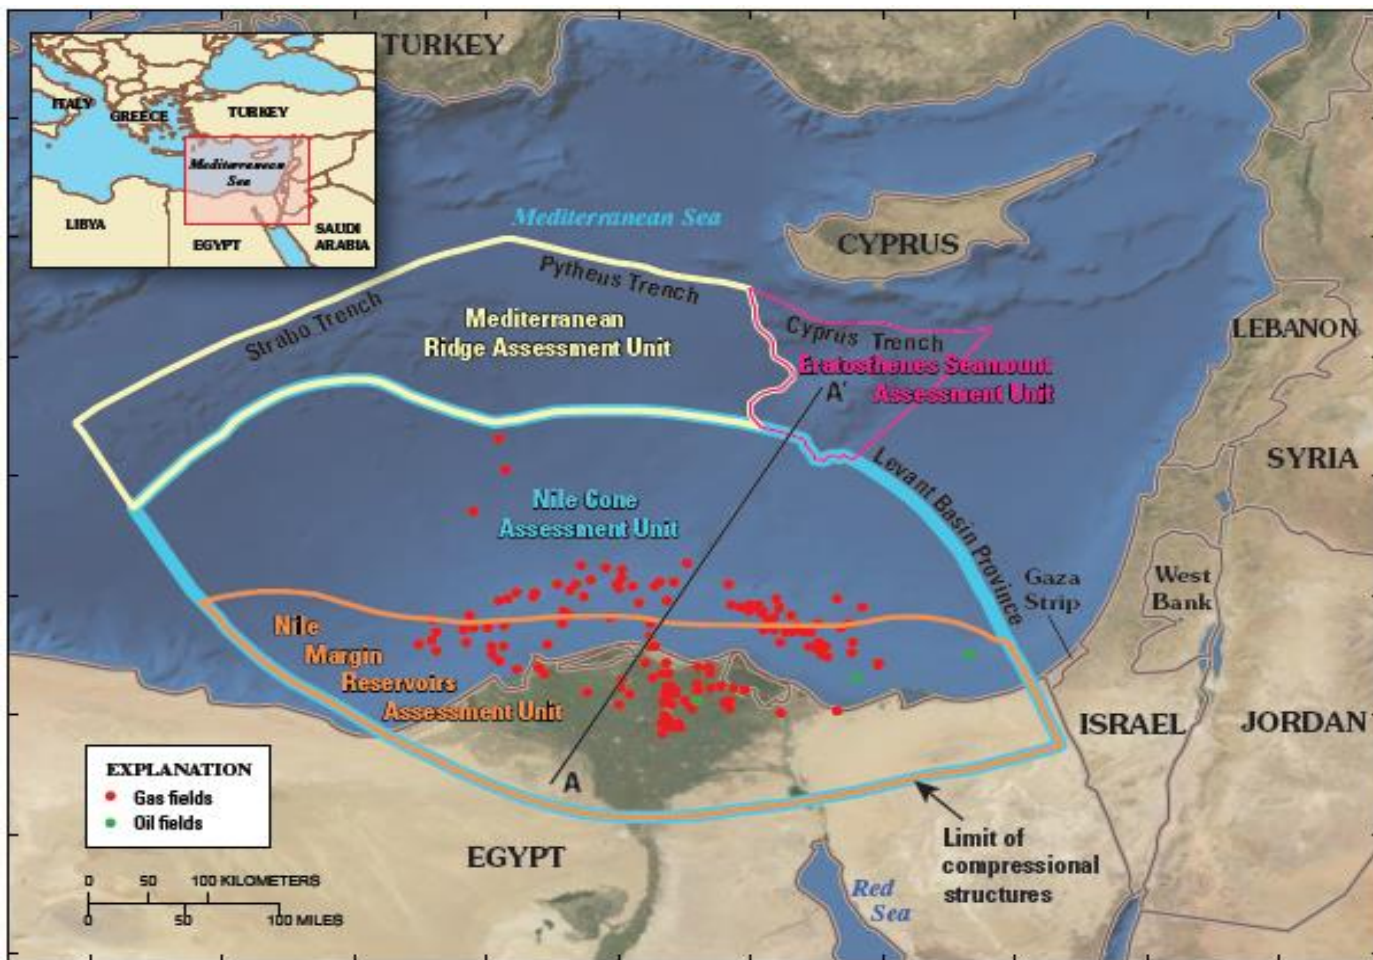 TURKEY
ITALY
GREECE
TURKEY
Mediterranean
Sea
LIBYA
EGYPT
SAUDI
ARABIA
Mediterranean Sea
CYPRUS
Strabo Trench
Pytheus Trench
Mediterranean
Ridge Assessment Unit
Cyprus Trench
Eratosthenes Seamount
Assessment Unit
A'
LEBANON
SYRIA
Levant Basin Province
Nile Cone
Assessment Unit
Gaza
Strip
West
Bank
Nile
Margin
Reservoirs
Assessment Unit
ISRAEL
JORDAN
A
EXPLANATION
Gas fields
Oil fields
EGYPT
Limit of
compressional
structures
Red
Sea
0 50 100 KILOMETERS
0 50 100 MILES